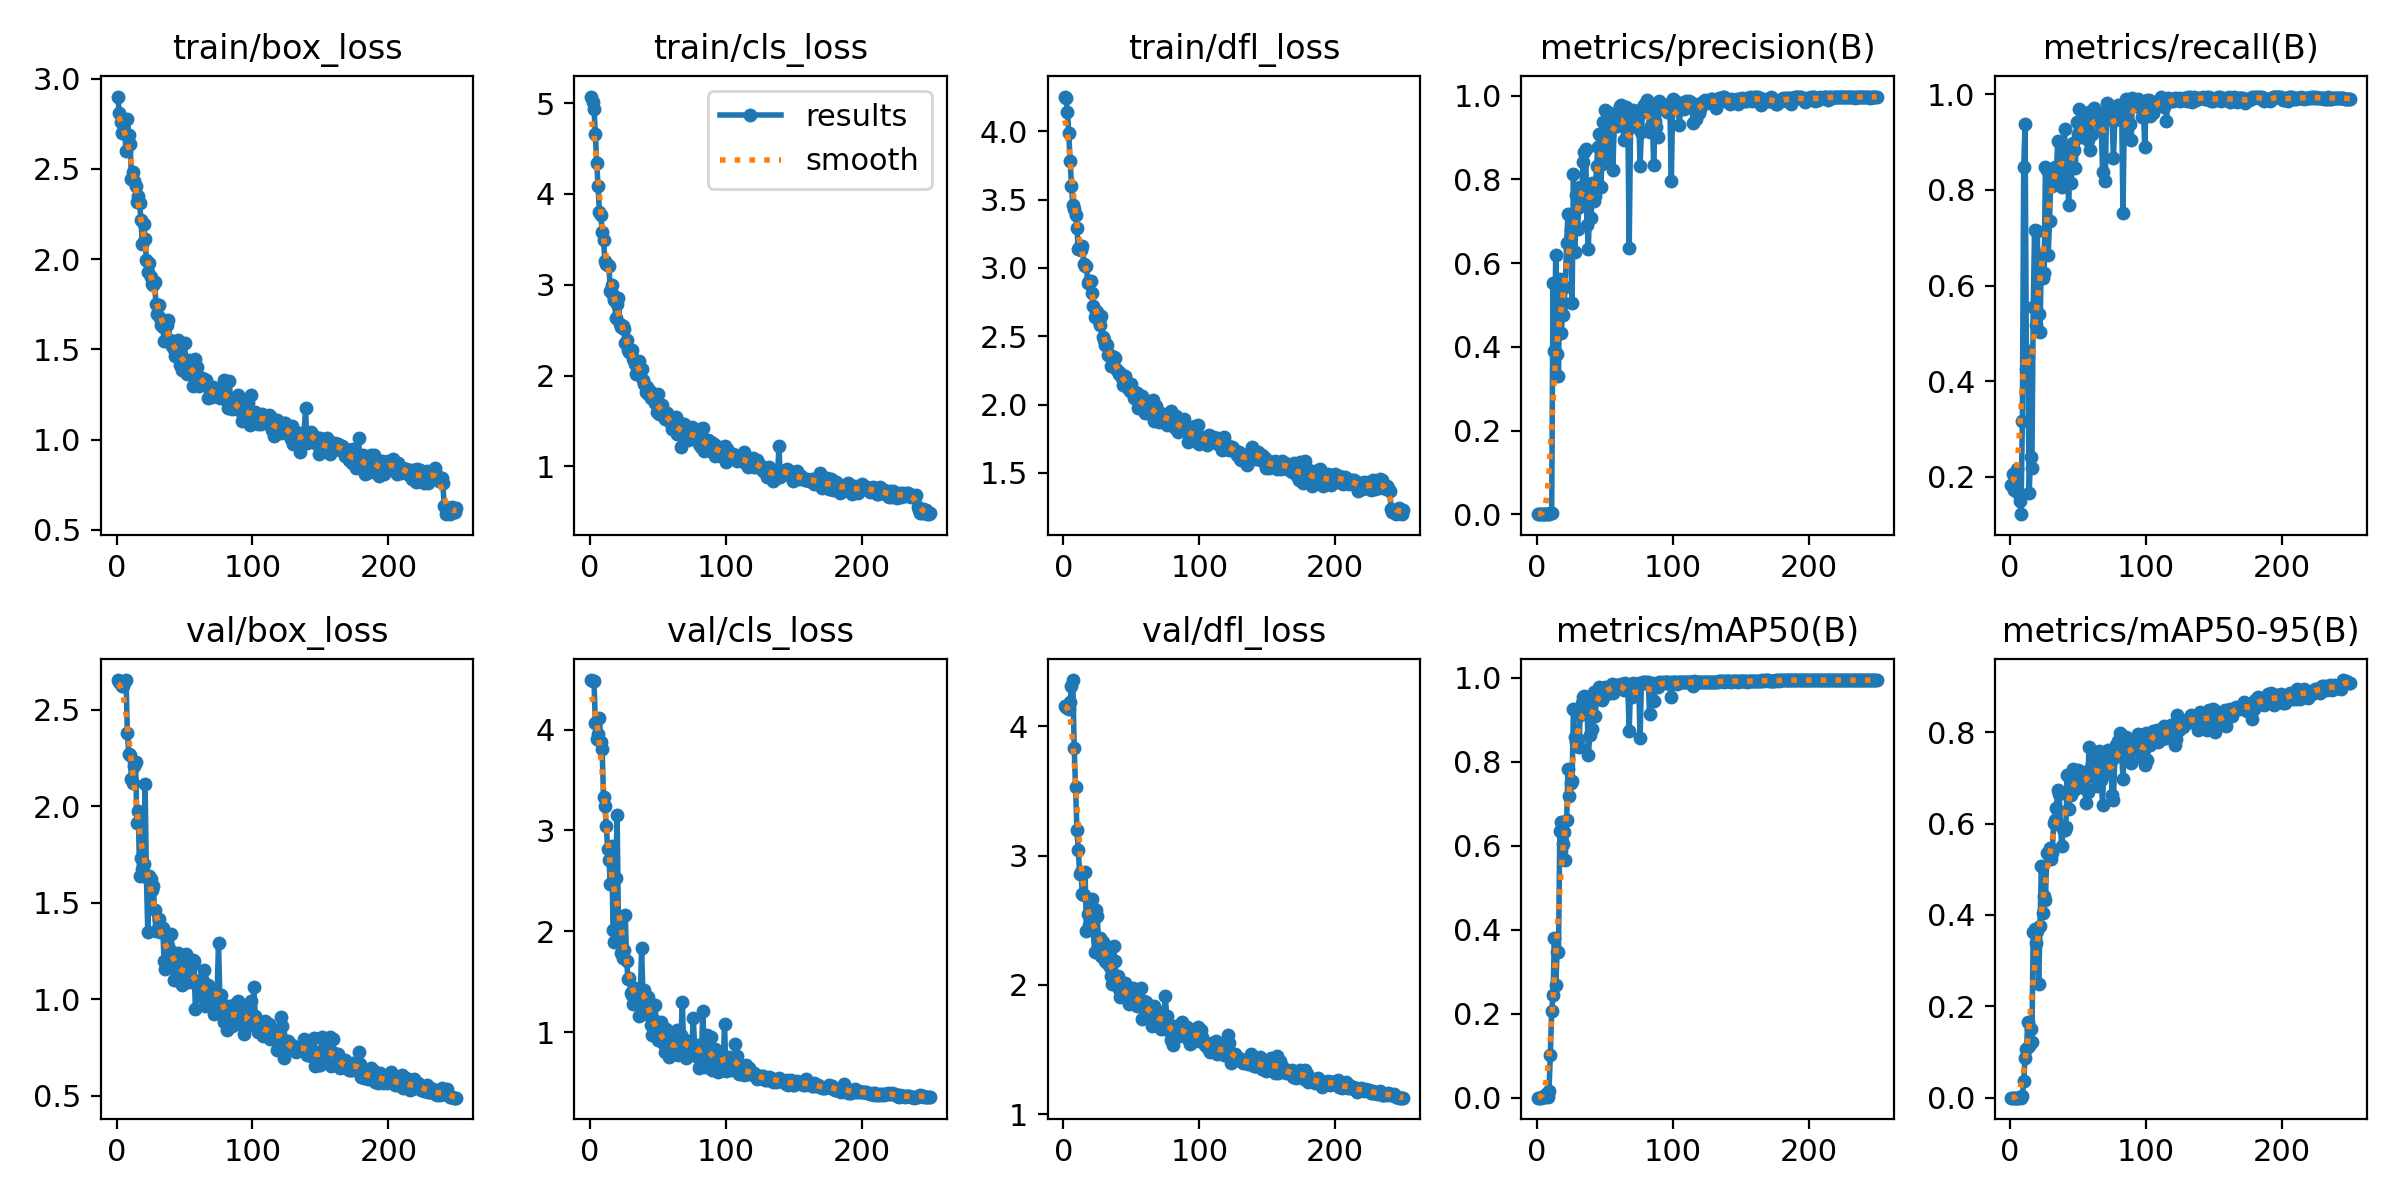 train/box_loss
3.0
2.5
2.0
1.5
1.0
0.5
0 100 200
train/cls_loss
results
smooth
5
4
3
2
1
0 100 200
train/dfl_loss
4.0
3.5
3.0
2.5
2.0
1.5
0 100 200
metrics/precision(B)
1.0
0.8
0.6
0.4
0.2
0.0
0 100 200
metrics/recall(B)
1.0
0.8
0.6
0.4
0.2
0 100 200
val/box_loss
2.5
2.0
1.5
1.0
0.5
0 100 200
val/cls_loss
4
3
2
1
0 100 200
val/dfl_loss
4
3
2
1
0 100 200
metrics/mAP50(B)
1.0
0.8
0.6
0.4
0.2
0.0
0 100 200
metrics/mAP50-95(B)
0.8
0.6
0.4
0.2
0.0
0 100 200